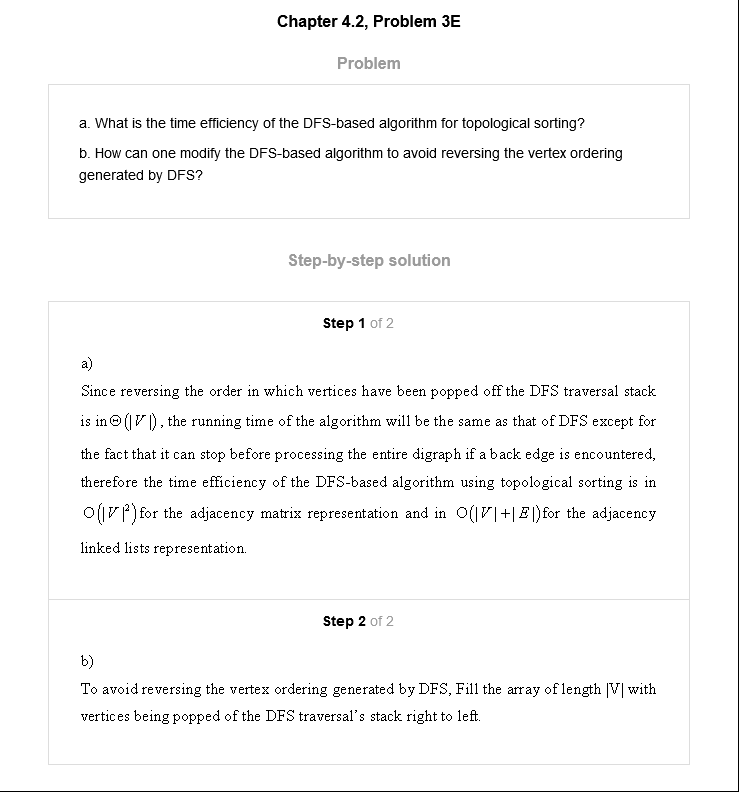 Chapter 4.2, Problem 3E
Problem
a. What is the time efficiency of the DFS-based algorithm for topological sorting?
b. How can one modify the DFS-based algorithm to avoid reversing the vertex ordering
generated by DFS?
Step-by-step solution
Step 1 of 2
a)
Since reversing the order in which vertices have been popped off the DFS traversal stack
is in Θ(|V|), the running time of the algorithm will be the same as that of DFS except for
the fact that it can stop before processing the entire digraph if a back edge is encountered,
therefore the time efficiency of the DFS-based algorithm using topological sorting is in
O(|V|²) for the adjacency matrix representation and in O(|V|+|E|) for the adjacency
linked lists representation.
Step 2 of 2
b)
To avoid reversing the vertex ordering generated by DFS, Fill the array of length |V| with
vertices being popped of the DFS traversal's stack right to left.